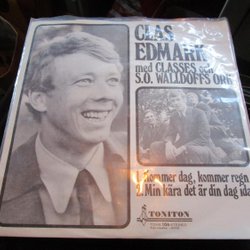 CLAS
EDMARK
med CLASSES och
S.O. WALLDOFFS ORK
1. Kommer dag, kommer regn
2. Min kära det är din dag ida
TONITON